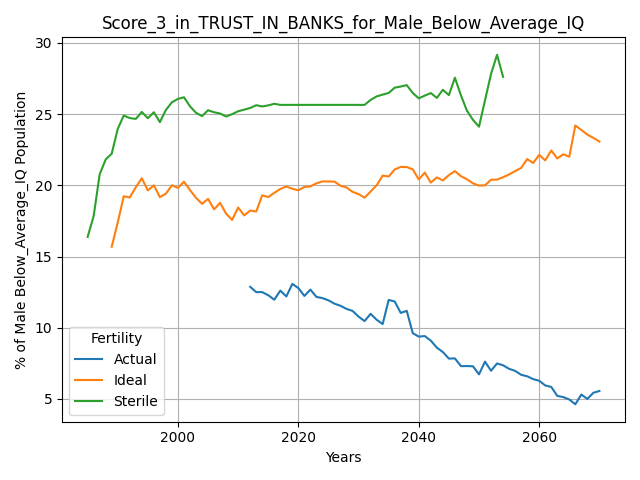 Score_3_in_TRUST_IN_BANKS_for_Male_Below_Average_IQ
% of Male Below_Average_IQ Population
30
25
20
15
10
5
Fertility
Actual
Ideal
Sterile
2000
2020
2040
2060
Years